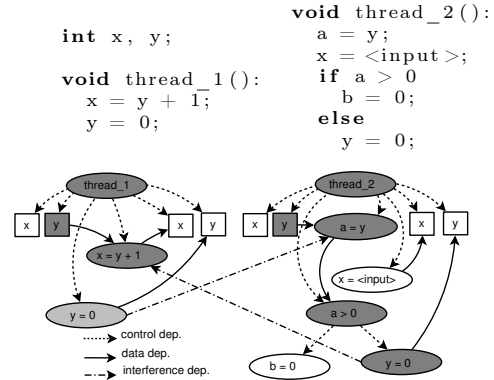 int x, y;
void thread_1():
x = y + 1;
y = 0;
void thread_2():
a = y;
x = <input>;
if a > 0
b = 0;
else
y = 0;
thread_1
x
y
x
y
x = y + 1
y = 0
thread_2
x
y
x
y
a = y
x = <input>
a > 0
b = 0
y = 0
control dep.
data dep.
interference dep.